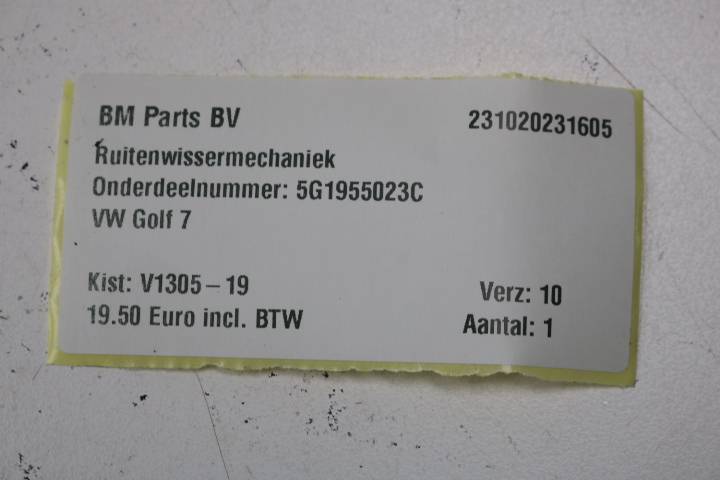 BM Parts BV 231020231605
Ruitenwissermechaniek
Onderdeelnummer: 5G1955023C
VW Golf 7
Kist: V1305-19 Verz: 10
19.50 Euro incl. BTW Aantal: 1